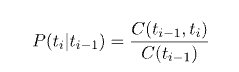 P(t_i|t_{i-1}) = \frac{C(t_{i-1}, t_i)}{C(t_{i-1})}